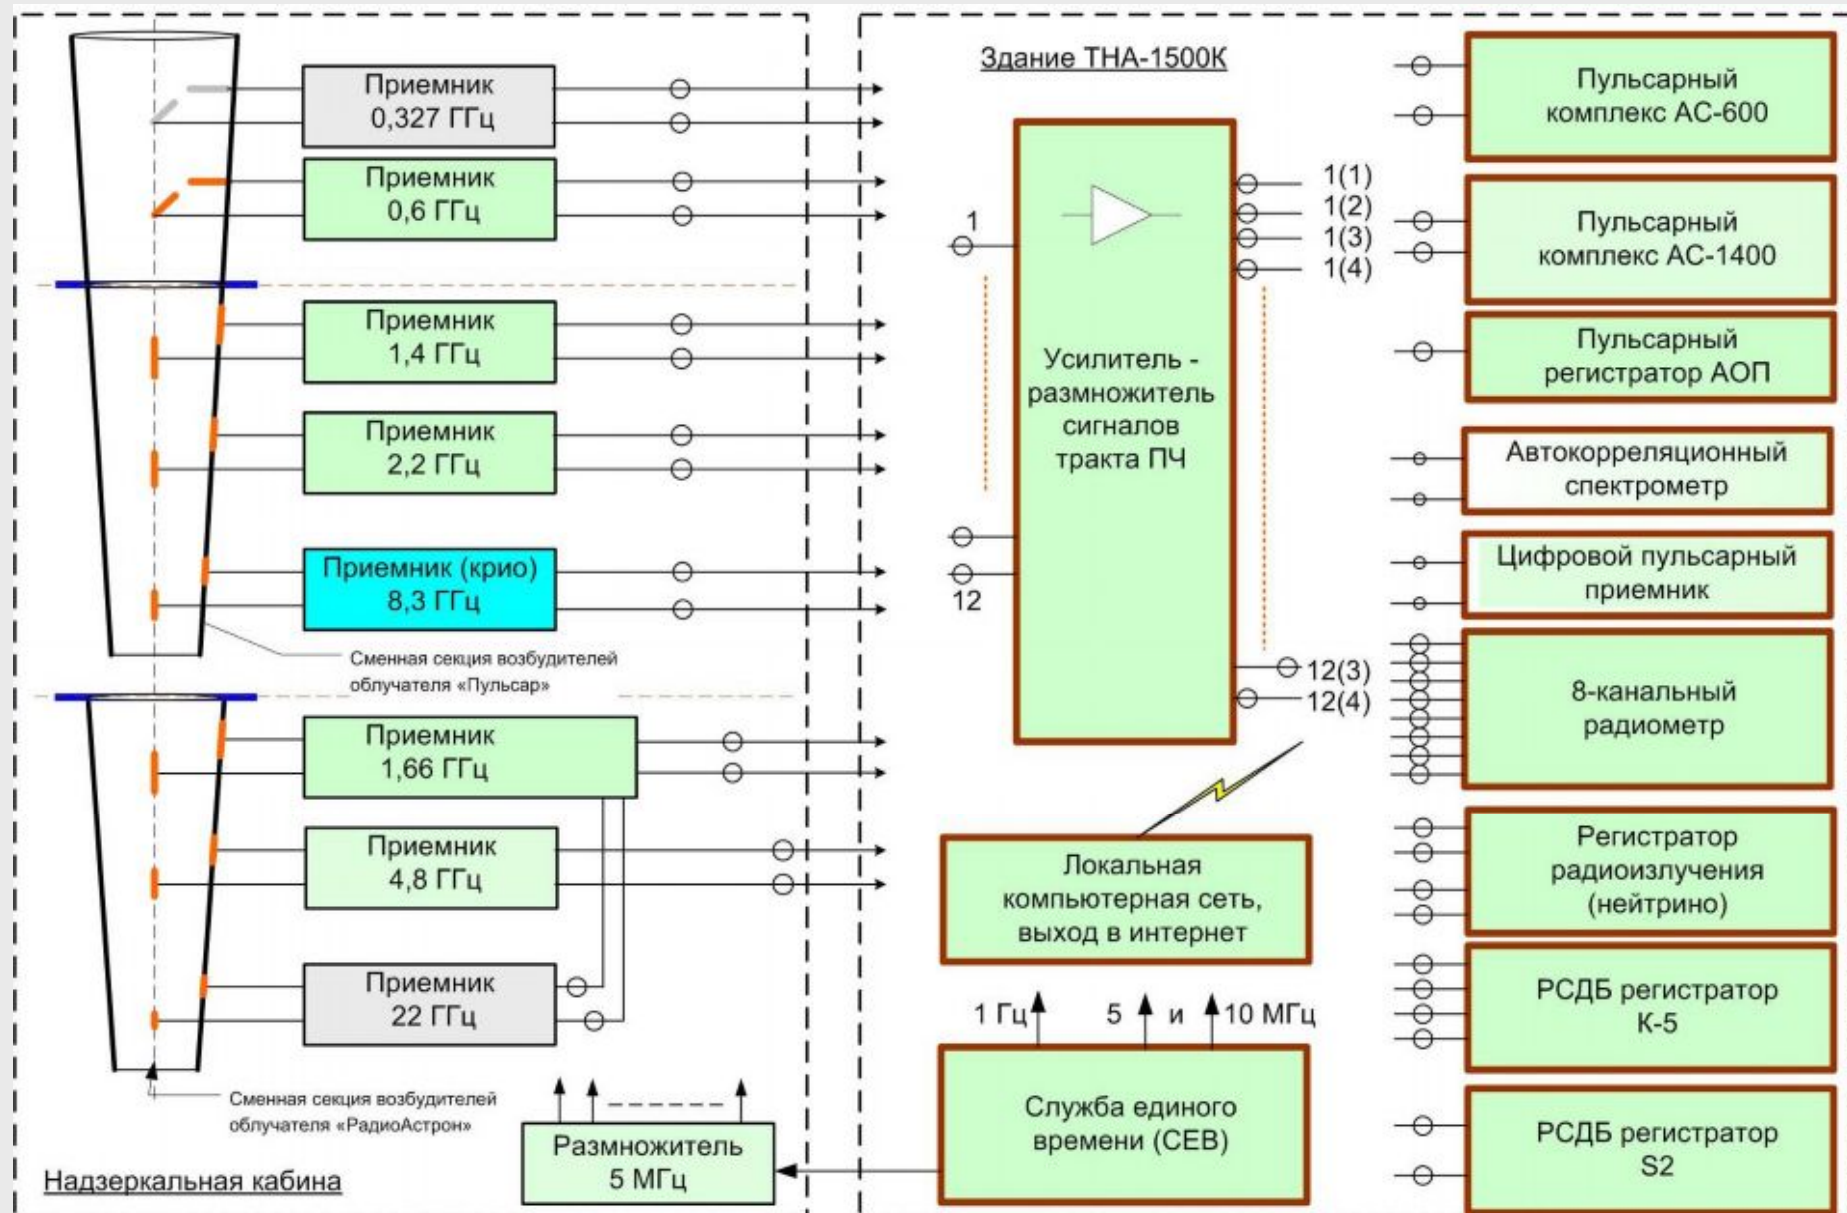 Приемник
0,327 ГГц
Приемник
0,6 ГГц
Приемник
1,4 ГГц
Приемник
2,2 ГГц
Приемник (крио)
8,3 ГГц
Сменная секция возбудителей
облучателя «Пульсар»
Приемник
1,66 ГГц
Приемник
4,8 ГГц
Приемник
22 ГГц
Сменная секция возбудителей
облучателя «РадиоАстрон»
Размножитель
5 МГц
Надзеркальная кабина
Здание ТНА-1500К
1
12
Усилитель -
размножитель
сигналов
тракта ПЧ
1(1)
1(2)
1(3)
1(4)
12(3)
12(4)
Локальная
компьютерная сеть,
выход в интернет
1 Гц 5 и 10 МГц
Служба единого
времени (СЕВ)
Пульсарный
комплекс АС-600
Пульсарный
комплекс АС-1400
Пульсарный
регистратор АОП
Автокорреляционный
спектрометр
Цифровой пульсарный
приемник
8-канальный
радиометр
Регистратор
радиоизлучения
(нейтрино)
РСДБ регистратор
К-5
РСДБ регистратор
S2